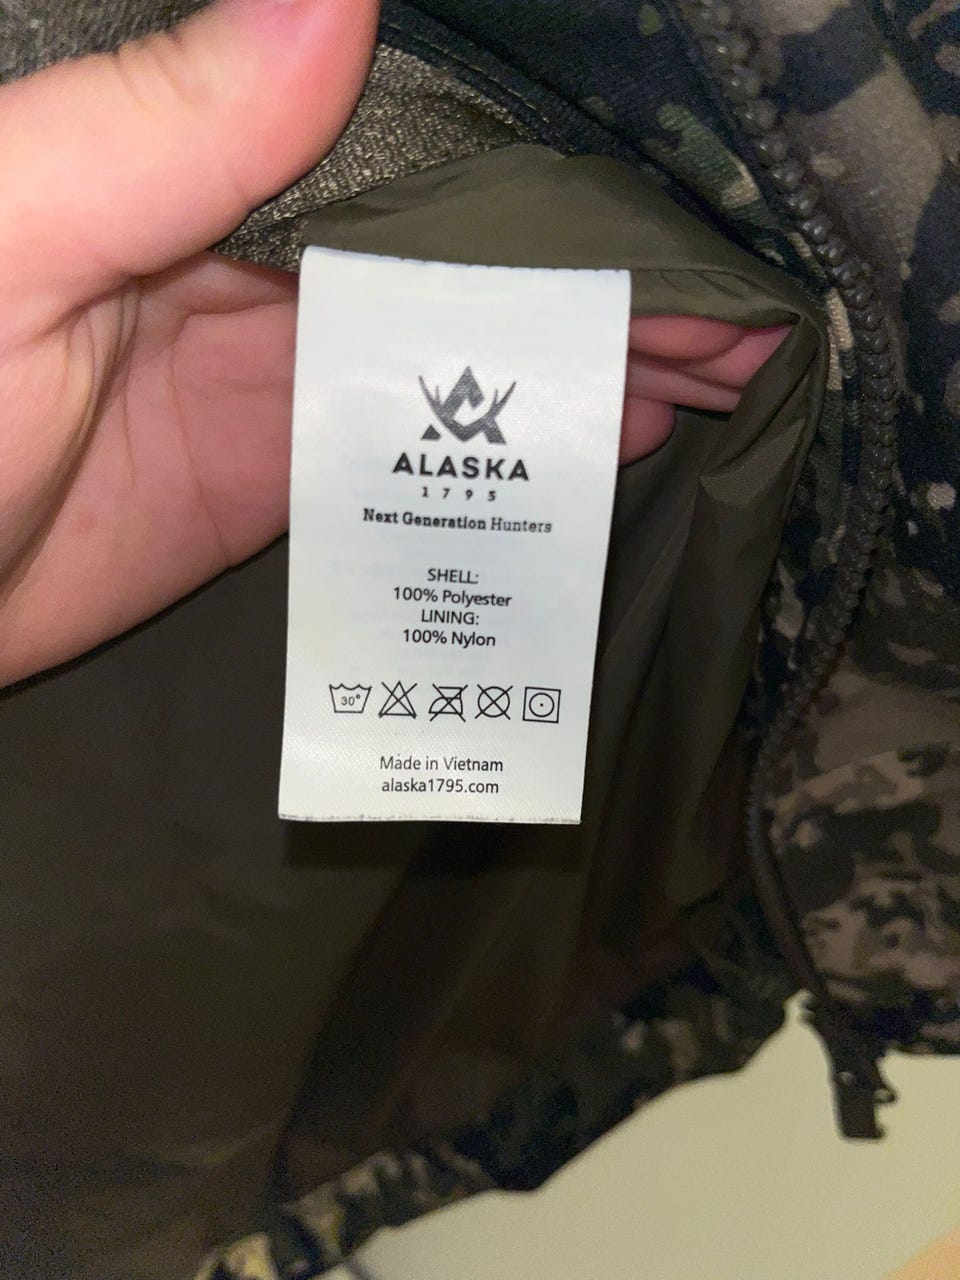 ALASKA
1795
Next Generation Hunters
SHELL:
100% Polyester
LINING:
100% Nylon
30°
Made in Vietnam
alaska1795.com